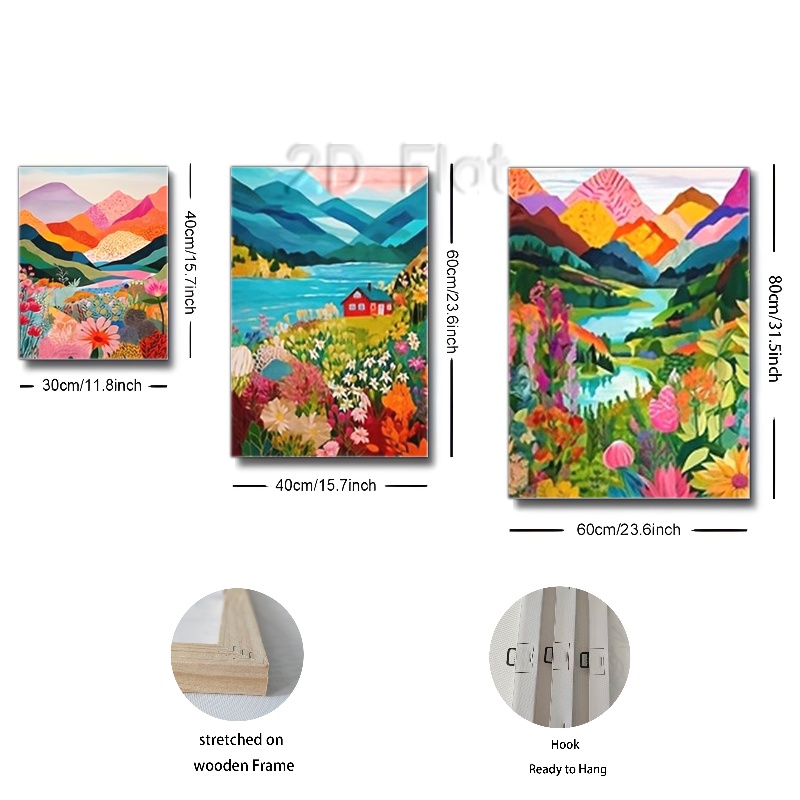 2D Flat
40cm/15.7inch
30cm/11.8inch
60cm/23.6inch
40cm/15.7inch
80cm/31.5inch
60cm/23.6inch
stretched on
wooden Frame
Hook
Ready to Hang